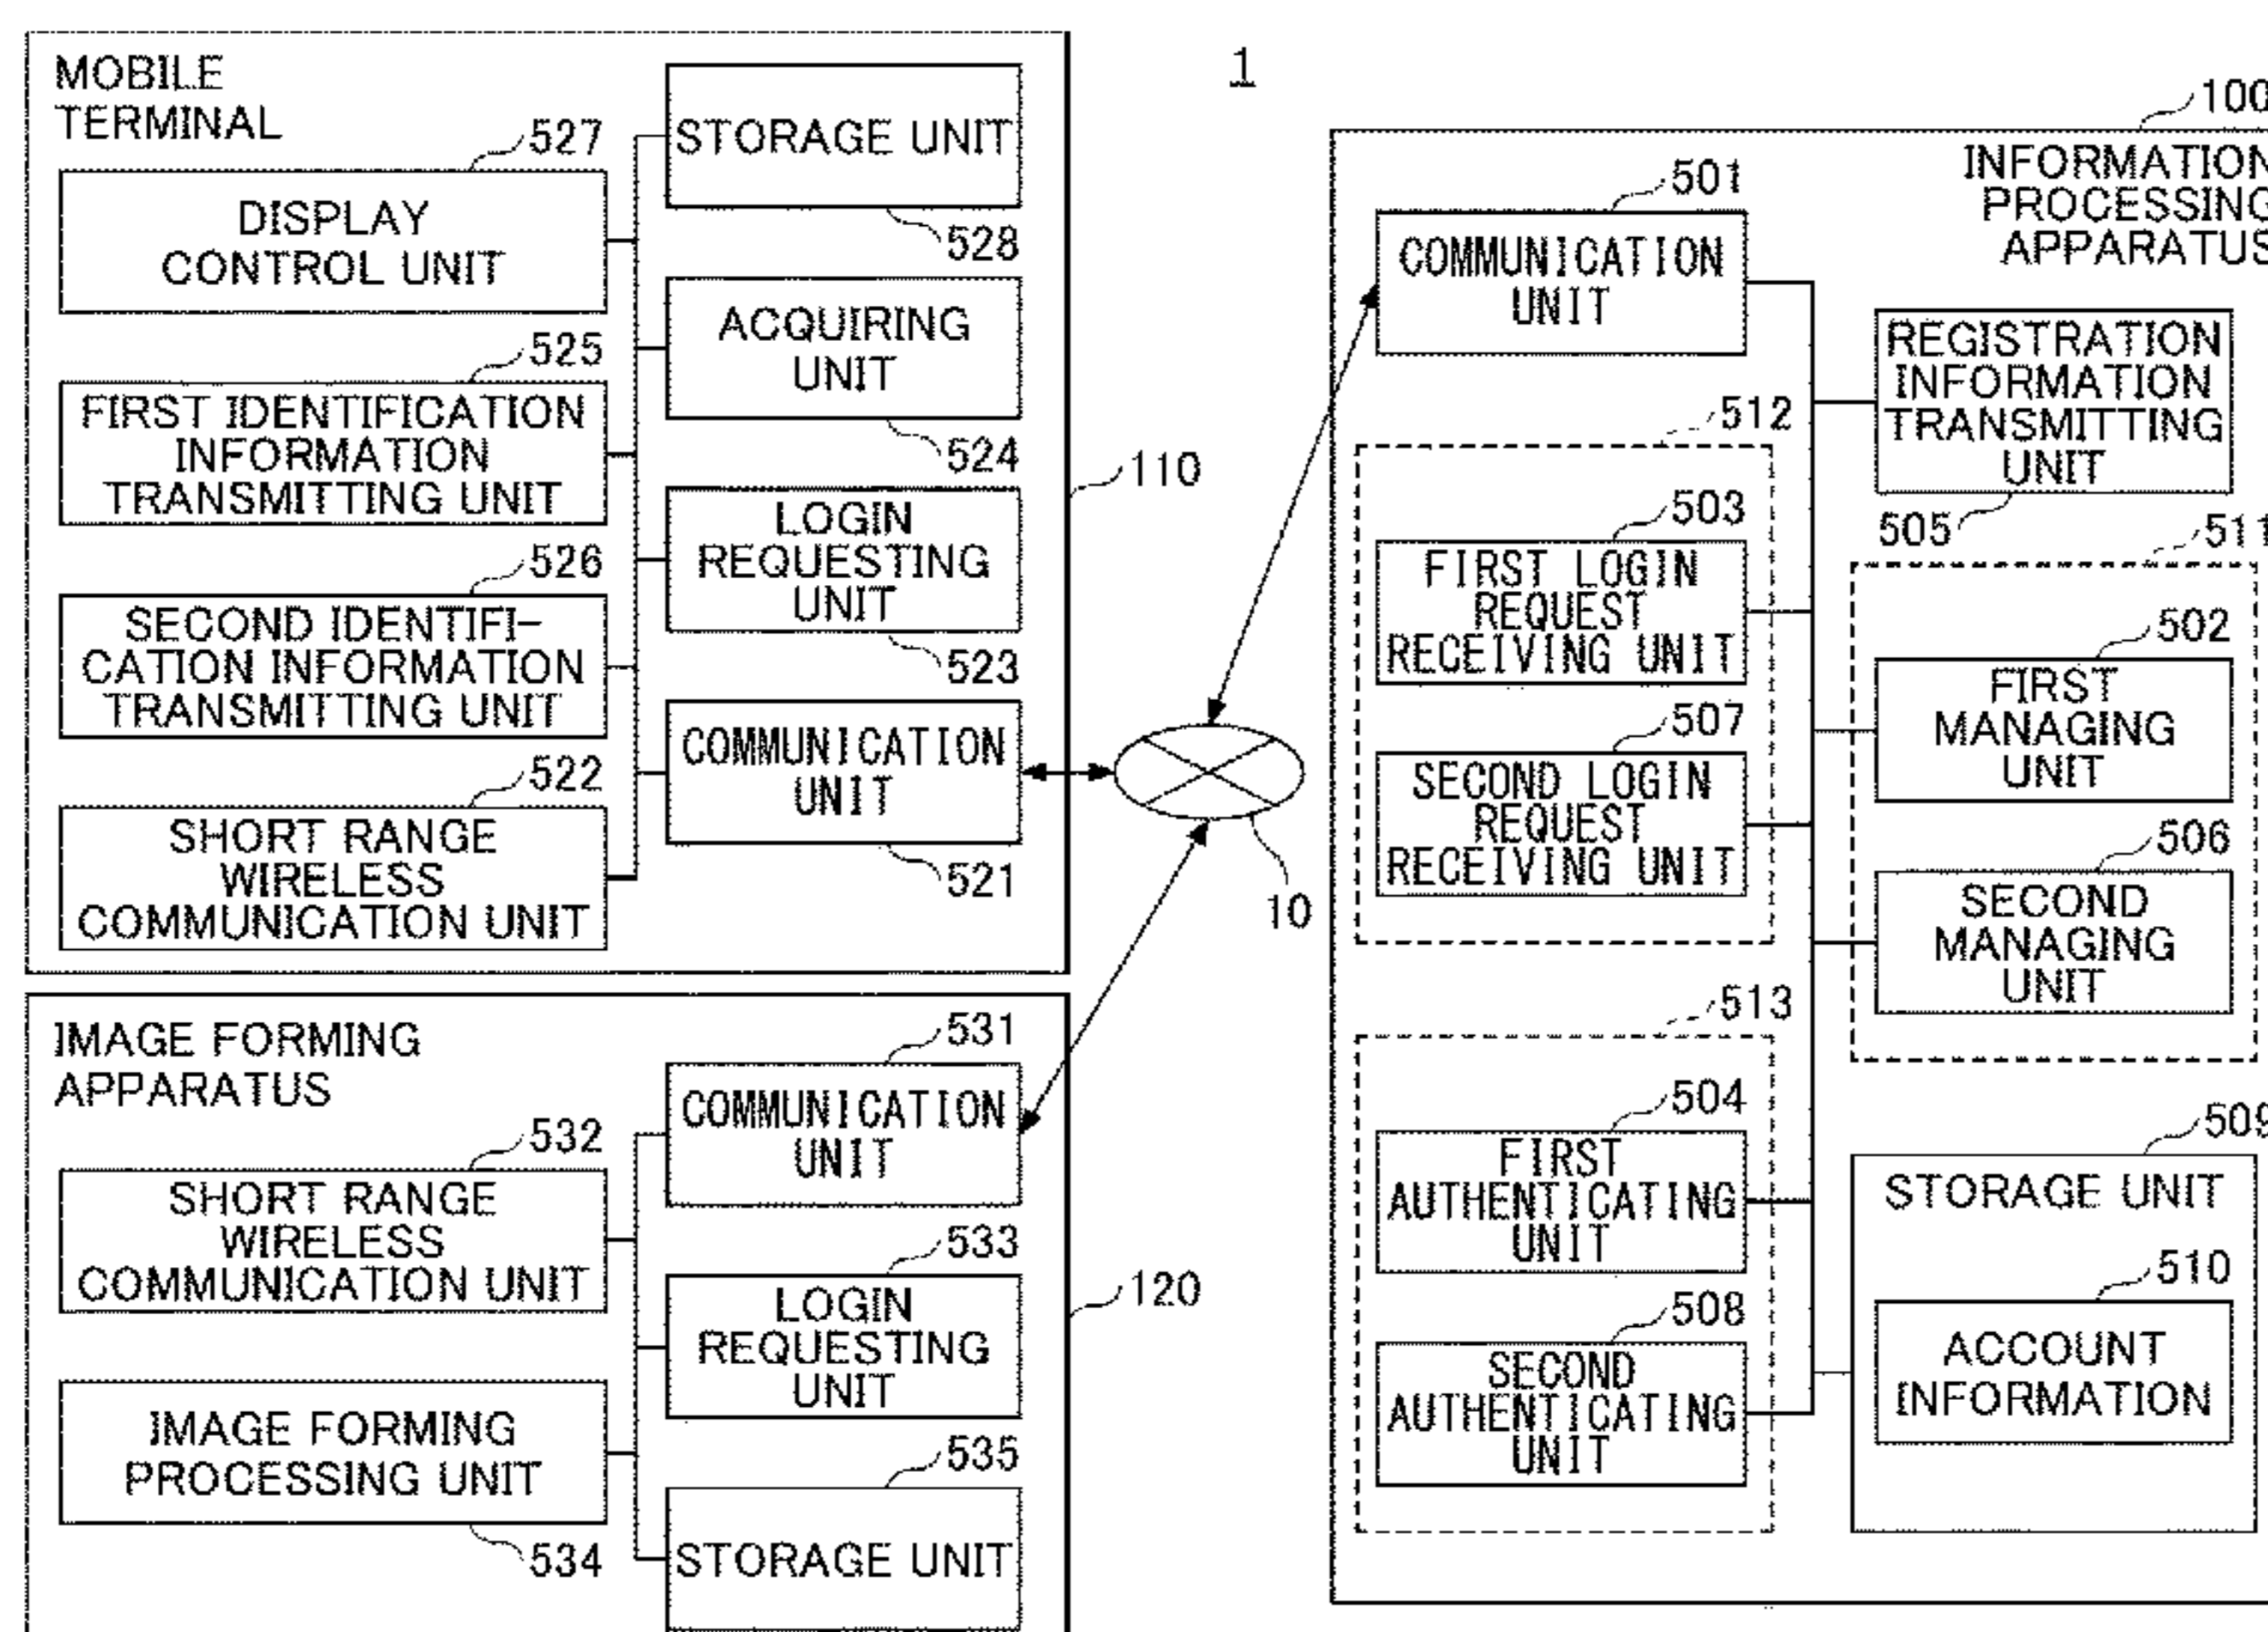 MOBILE
TERMINAL
527
DISPLAY
CONTROL UNIT
525
FIRST IDENTIFICATION
INFORMATION
TRANSMITTING UNIT
526
SECOND IDENTIFI-
CATION INFORMATION
TRANSMITTING UNIT
522
SHORT RANGE
WIRELESS
COMMUNICATION UNIT
STORAGE UNIT
528
ACQUIRING
UNIT
524
LOGIN
REQUESTING
UNIT
523
COMMUNICATION
UNIT
521
110
IMAGE FORMING
APPARATUS
532
SHORT RANGE
WIRELESS
COMMUNICATION UNIT
IMAGE FORMING
PROCESSING UNIT
534
531
COMMUNICATION
UNIT
533
LOGIN
REQUESTING
UNIT
535
STORAGE UNIT
120
1
10
100
INFORMATION
PROCESSING
APPARATUS
501
COMMUNICATION
UNIT
512
503
FIRST LOGIN
REQUEST
RECEIVING UNIT
507
SECOND LOGIN
REQUEST
RECEIVING UNIT
513
504
FIRST
AUTHENTICATING
UNIT
508
SECOND
AUTHENTICATING
UNIT
REGISTRATION
INFORMATION
TRANSMITTING
UNIT
505
511
502
FIRST
MANAGING
UNIT
506
SECOND
MANAGING
UNIT
509
STORAGE UNIT
510
ACCOUNT
INFORMATION